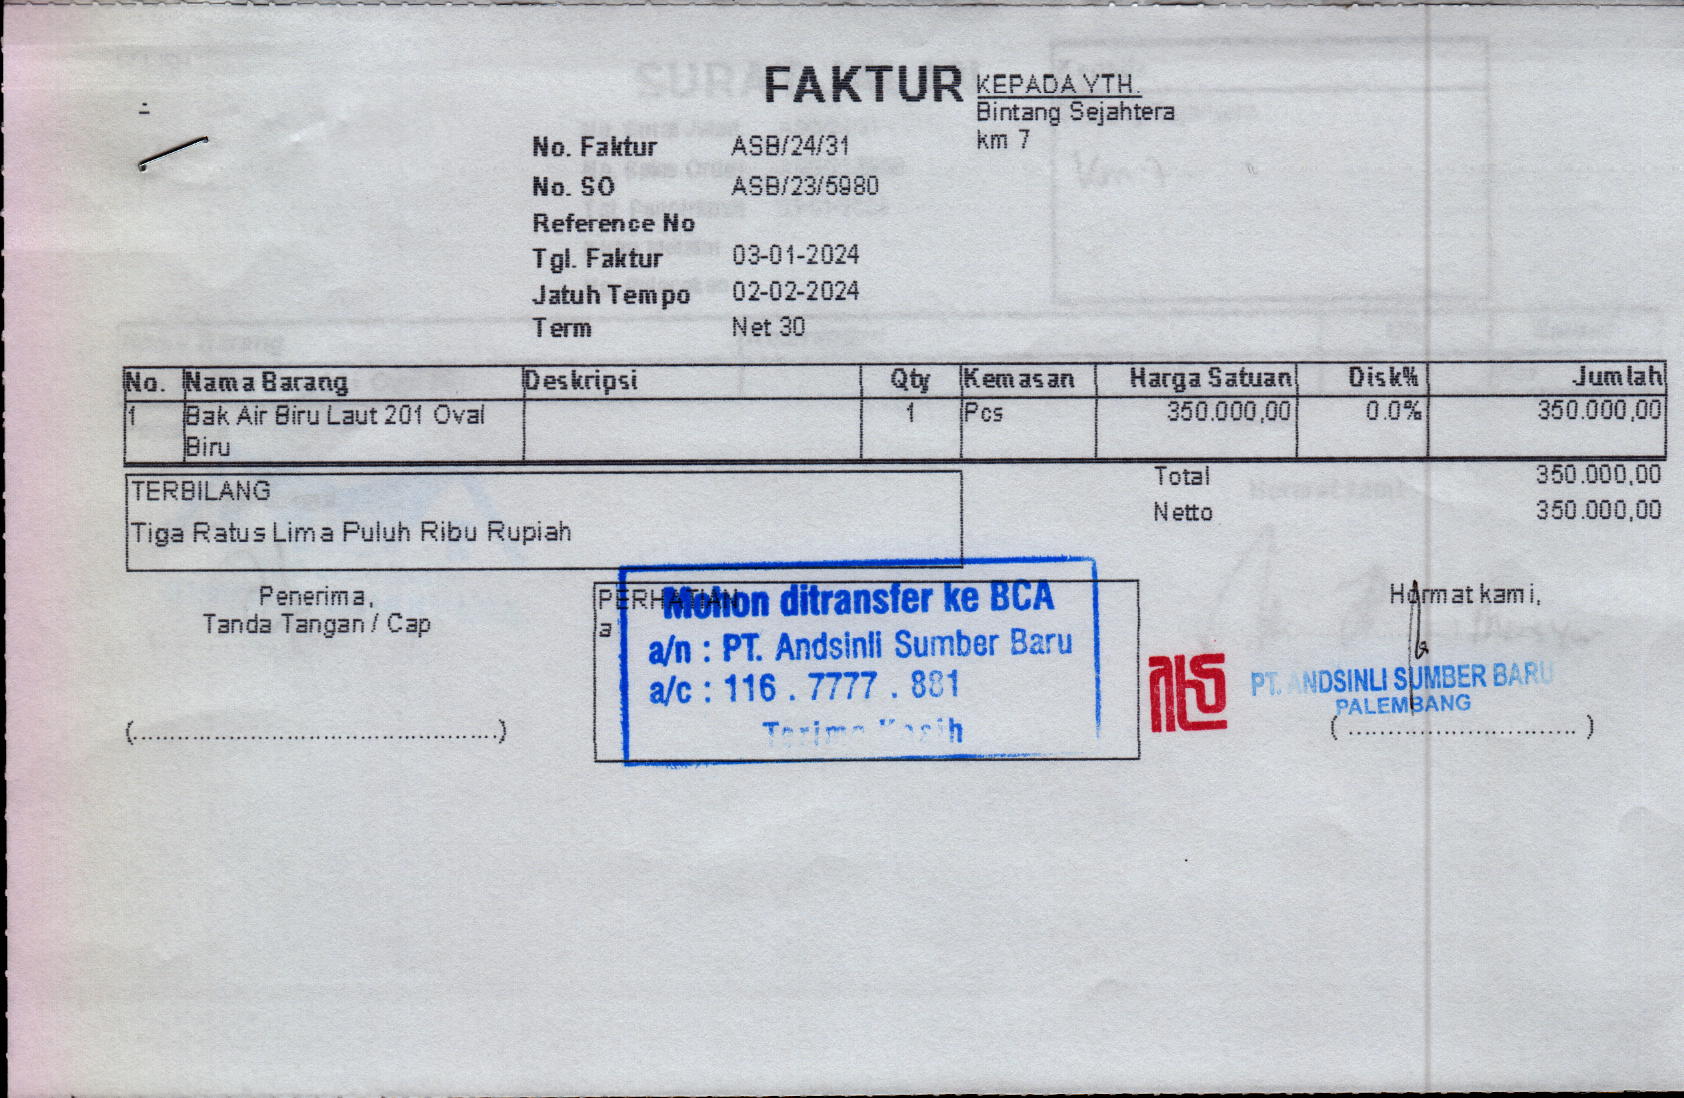 FAKTUR
KEPADA YTH.
Bintang Sejahtera
km 7
No. Faktur ASB/24/31
No. SO ASB/23/5980
Reference No
Tgl. Faktur 03-01-2024
Jatuh Tempo 02-02-2024
Term Net 30
No. Nama Barang Deskripsi Qty Kemasan Harga Satuan Disk% Jumlah
1 Bak Air Biru Laut 201 Oval 1 Pcs 350.000,00 0.0% 350.000,00
Biru
Total 350.000,00
Netto 350.000,00
TERBILANG
Tiga Ratus Lima Puluh Ribu Rupiah
Penerima,
Tanda Tangan / Cap
(...............................................)
PERHATIAN
a
Mohon ditransfer ke BCA
a/n : PT. Andsinli Sumber Baru
a/c : 116 . 7777 . 881
Terima Kasih
Hormat kami,
PT. ANDSINLI SUMBER BARU
PALEMBANG
( ............................. )